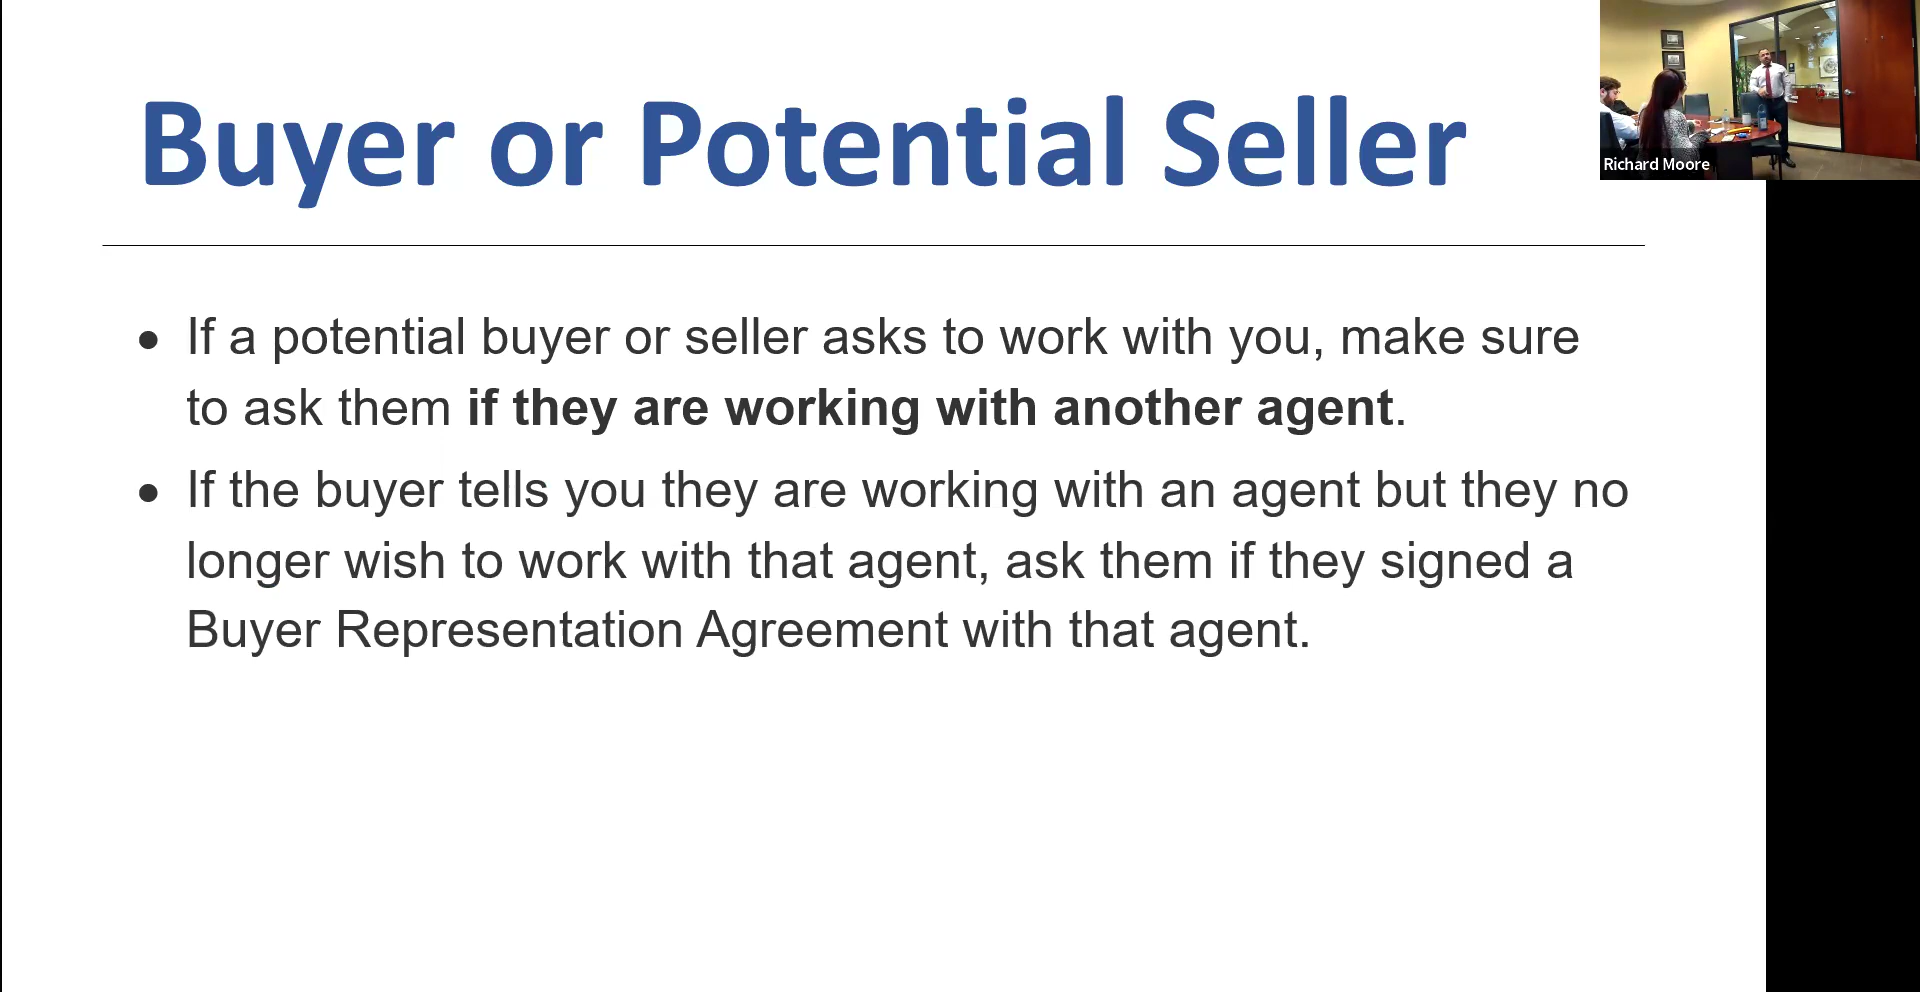 Buyer or Potential Seller
Richard Moore
• If a potential buyer or seller asks to work with you, make sure
to ask them if they are working with another agent.
• If the buyer tells you they are working with an agent but they no
longer wish to work with that agent, ask them if they signed a
Buyer Representation Agreement with that agent.